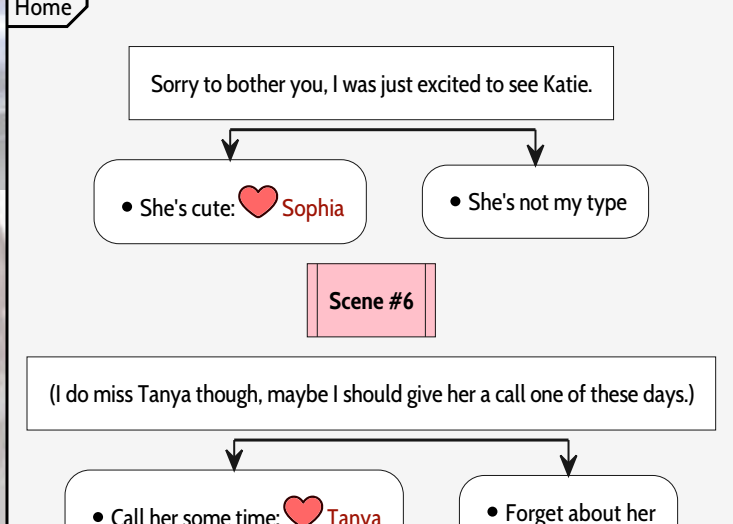 Home
Sorry to bother you, I was just excited to see Katie.
• She's cute: Sophia
• She's not my type
Scene #6
(I do miss Tanya though, maybe I should give her a call one of these days.)
• Call her some time: Tanya
• Forget about her